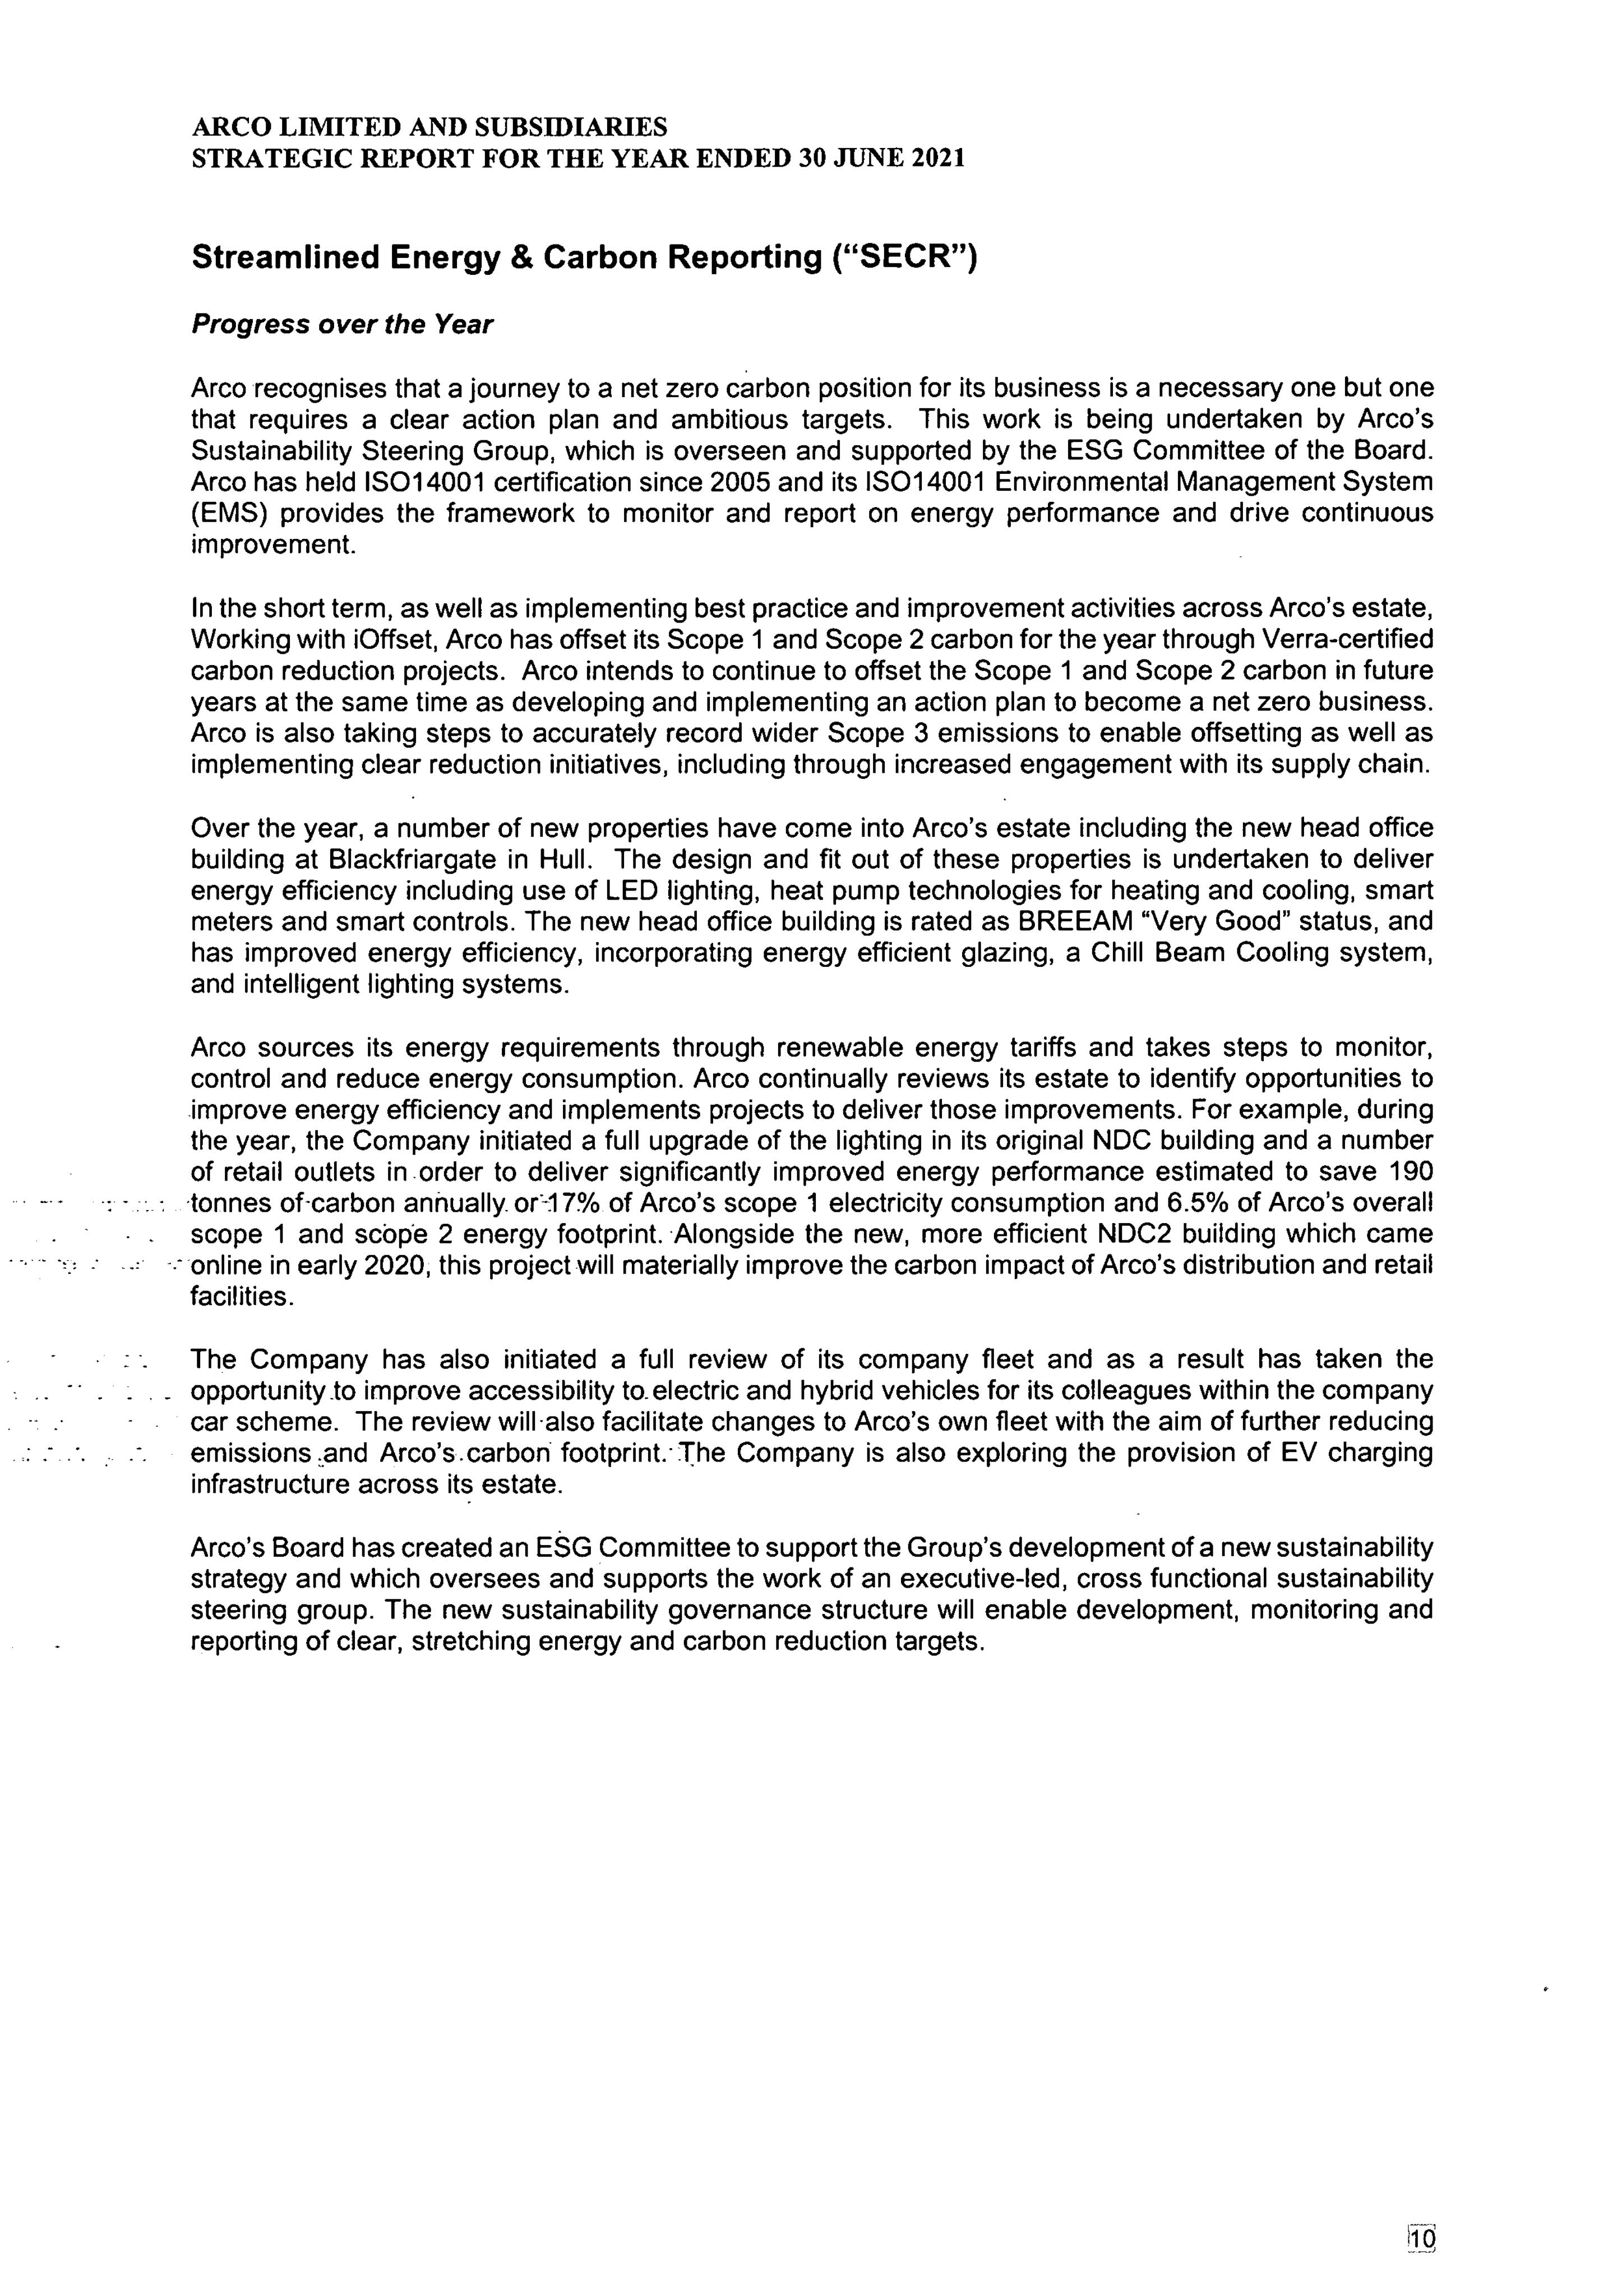 ARCO LIMITED AND SUBSIDIARIES
STRATEGIC REPORT FOR THE YEAR ENDED 30 JUNE 2021
Streamlined Energy & Carbon Reporting (“SECR”)
Progress over the Year
Arco recognises that a journey to a net zero carbon position for its business is a necessary one but one
that requires a clear action plan and ambitious targets. This work is being undertaken by Arco’s
Sustainability Steering Group, which is overseen and supported by the ESG Committee of the Board.
Arco has held ISO14001 certification since 2005 and its ISO14001 Environmental Management System
(EMS) provides the framework to monitor and report on energy performance and drive continuous
improvement.
In the short term, as well as implementing best practice and improvement activities across Arco’s estate,
Working with iOffset, Arco has offset its Scope 1 and Scope 2 carbon for the year through Verra-certified
carbon reduction projects. Arco intends to continue to offset the Scope 1 and Scope 2 carbon in future
years at the same time as developing and implementing an action plan to become a net zero business.
Arco is also taking steps to accurately record wider Scope 3 emissions to enable offsetting as well as
implementing clear reduction initiatives, including through increased engagement with its supply chain.
Over the year, a number of new properties have come into Arco’s estate including the new head office
building at Blackfriargate in Hull. The design and fit out of these properties is undertaken to deliver
energy efficiency including use of LED lighting, heat pump technologies for heating and cooling, smart
meters and smart controls. The new head office building is rated as BREEAM “Very Good” status, and
has improved energy efficiency, incorporating energy efficient glazing, a Chill Beam Cooling system,
and intelligent lighting systems.
Arco sources its energy requirements through renewable energy tariffs and takes steps to monitor,
control and reduce energy consumption. Arco continually reviews its estate to identify opportunities to
improve energy efficiency and implements projects to deliver those improvements. For example, during
the year, the Company initiated a full upgrade of the lighting in its original NDC building and a number
of retail outlets in order to deliver significantly improved energy performance estimated to save 190
tonnes of carbon annually or 17% of Arco’s scope 1 electricity consumption and 6.5% of Arco’s overall
scope 1 and scope 2 energy footprint. Alongside the new, more efficient NDC2 building which came
online in early 2020, this project will materially improve the carbon impact of Arco’s distribution and retail
facilities.
The Company has also initiated a full review of its company fleet and as a result has taken the
opportunity to improve accessibility to electric and hybrid vehicles for its colleagues within the company
car scheme. The review will also facilitate changes to Arco’s own fleet with the aim of further reducing
emissions and Arco’s carbon footprint. The Company is also exploring the provision of EV charging
infrastructure across its estate.
Arco’s Board has created an ESG Committee to support the Group’s development of a new sustainability
strategy and which oversees and supports the work of an executive-led, cross functional sustainability
steering group. The new sustainability governance structure will enable development, monitoring and
reporting of clear, stretching energy and carbon reduction targets.
10